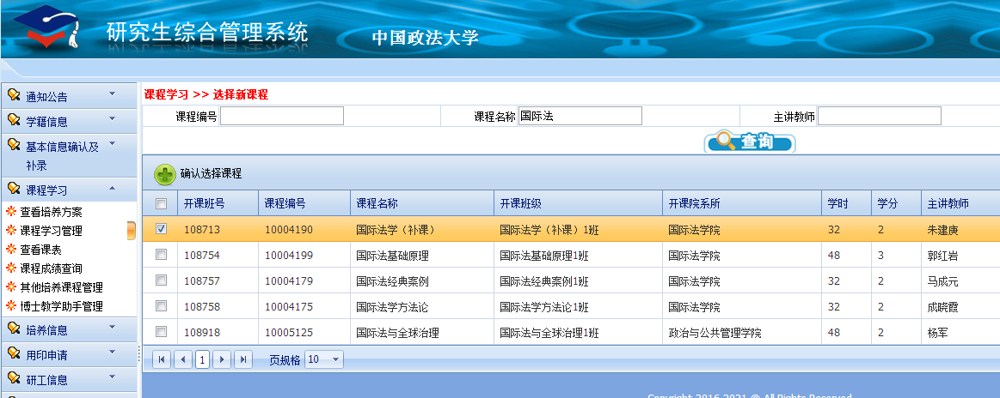 研究生综合管理系统 中国政法大学
通知公告
学籍信息
基本信息确认及
补录
课程学习
查看培养方案
课程学习管理
查看课表
课程成绩查询
其他培养课程管理
博士教学助手管理
培养信息
用印申请
研工信息
课程学习 >> 选择新课程
课程编号 课程名称 国际法 主讲教师
查询
确认选择课程
开课班号 课程编号 课程名称 开课班级 开课院系所 学时 学分 主讲教师
108713 10004190 国际法学（补课） 国际法学（补课）1班 国际法学院 32 2 朱建庚
108754 10004199 国际法基础原理 国际法基础原理1班 国际法学院 48 3 郭红岩
108757 10004179 国际法经典案例 国际法经典案例1班 国际法学院 32 2 马成元
108758 10004175 国际法学方法论 国际法学方法论1班 国际法学院 32 2 成晓霞
108918 10005125 国际法与全球治理 国际法与全球治理1班 政治与公共管理学院 48 2 杨军
1 页规格 10
Copyright 2016-2021 @ All Rights Reserved